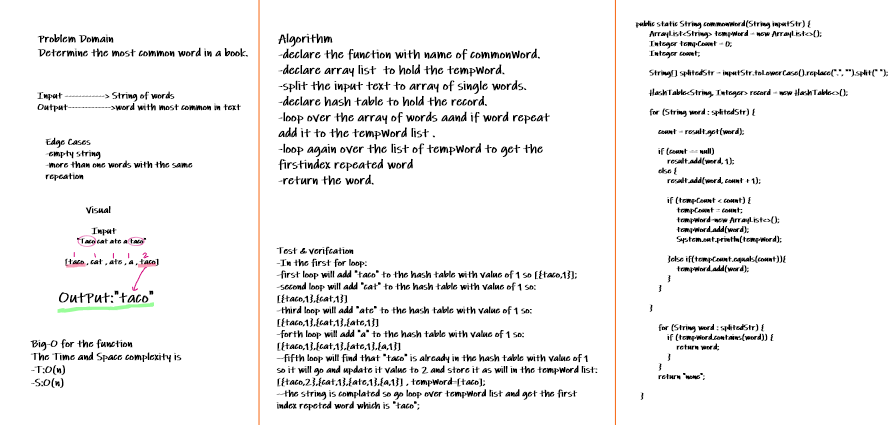 Problem Domain
Determine the most common word in a book.
Input ------------> String of words
Output------------->word with most common in text
Edge Cases
-empty string
-more than one words with the same
repeation
Visual
Input
"Taco cat ate a taco"
1 1 1 1 2
[taco , cat , ate , a , taco]
Output:"taco"
Big-O for the function
The Time and Space complexity is
-T:O(n)
-S:O(n)
Algorithm
-declare the function with name of commonWord.
-declare array list to hold the tempWord.
-split the input text to array of single words.
-declare hash table to hold the record.
-loop over the array of words aand if word repeat
add it to the tempWord list .
-loop again over the list of tempWord to get the
firstindex repeated word
-return the word.
Test & verifcation
-In the first for loop:
-first loop will add "taco" to the hash table with value of 1 so [{taco,1}];
-second loop will add "cat" to the hash table with value of 1 so:
[{taco,1},{cat,1}]
-third loop will add "ate" to the hash table with value of 1 so:
[{taco,1},{cat,1},{ate,1}]
-forth loop will add "a" to the hash table with value of 1 so:
[{taco,1},{cat,1},{ate,1},{a,1}]
--fifth loop will find that "taco" is already in the hash table with value of 1
so it will go and update it value to 2 and store it as will in the tempWord list:
[{taco,2},{cat,1},{ate,1},{a,1}] , tempWord=[taco];
--the string is complated so go loop over tempWord list and get the first
index repeted word which is "taco";
public static String commonWord(String inputStr) {
ArrayList<String> tempWord = new ArrayList<>();
Integer tempCount = 0;
Integer count;
String[] splitedStr = inputStr.toLowerCase().replace(".", "").split(" ");
HashTable<String, Integer> record = new HashTable<>();
for (String word : splitedStr) {
count = result.get(word);
if (count == null)
result.add(word, 1);
else {
result.add(word, count + 1);
if (tempCount < count) {
tempCount = count;
tempWord=new ArrayList<>();
tempWord.add(word);
System.out.println(tempWord);
}else if(tempCount.equals(count)){
tempWord.add(word);
}
}
}
for (String word : splitedStr) {
if (tempWord.contains(word)) {
return word;
}
}
return "none";
}